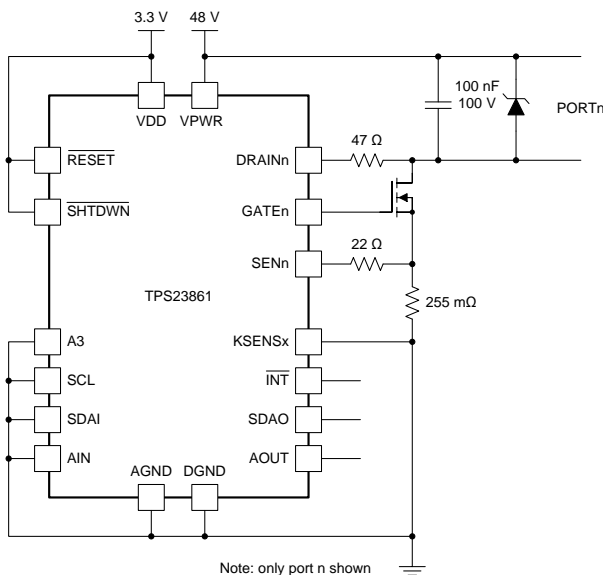 3.3 V
48 V
VDD
VPWR
100 nF
100 V
PORTn
RESET
DRAINn
47 Ω
SHTDWN
GATEn
SENn
22 Ω
TPS23861
255 mΩ
A3
KSENSx
SCL
INT
SDAI
SDAO
AIN
AOUT
AGND
DGND
Note: only port n shown